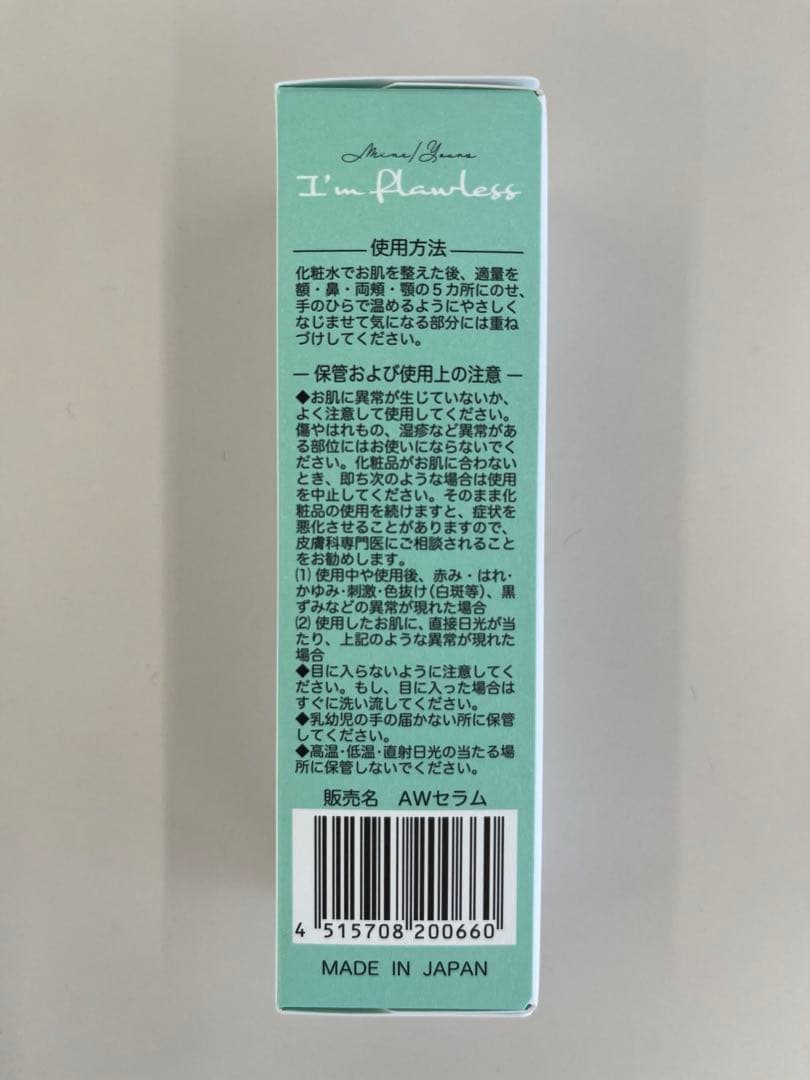 Mine/Yours
I'm flawless
使用方法
化粧水でお肌を整えた後、適量を
額・鼻・両頬・顎の5カ所にのせ、
手のひらで温めるようにやさしく
なじませて気になる部分には重ね
づけしてください。
保管および使用上の注意
◆お肌に異常が生じていないか、
よく注意して使用してください。
傷やはれもの、湿疹など異常があ
る部位にはお使いにならないでく
ださい。化粧品がお肌に合わない
とき、即ち次のような場合は使用
を中止してください。そのまま化
粧品の使用を続けますと、症状を
悪化させることがありますので、
皮膚科専門医にご相談されること
をお勧めします。
(1) 使用中や使用後、赤み・はれ・
かゆみ・刺激・色抜け(白斑等)、黒
ずみなどの異常が現れた場合
(2) 使用したお肌に、直接日光が当
たり、上記のような異常が現れた
場合
◆目に入らないように注意してく
ださい。もし、目に入った場合は
すぐに洗い流してください。
◆乳幼児の手の届かない所に保管
してください。
◆高温・低温・直射日光の当たる場
所に保管しないでください。
販売名 AWセラム
4 515708 200660
MADE IN JAPAN